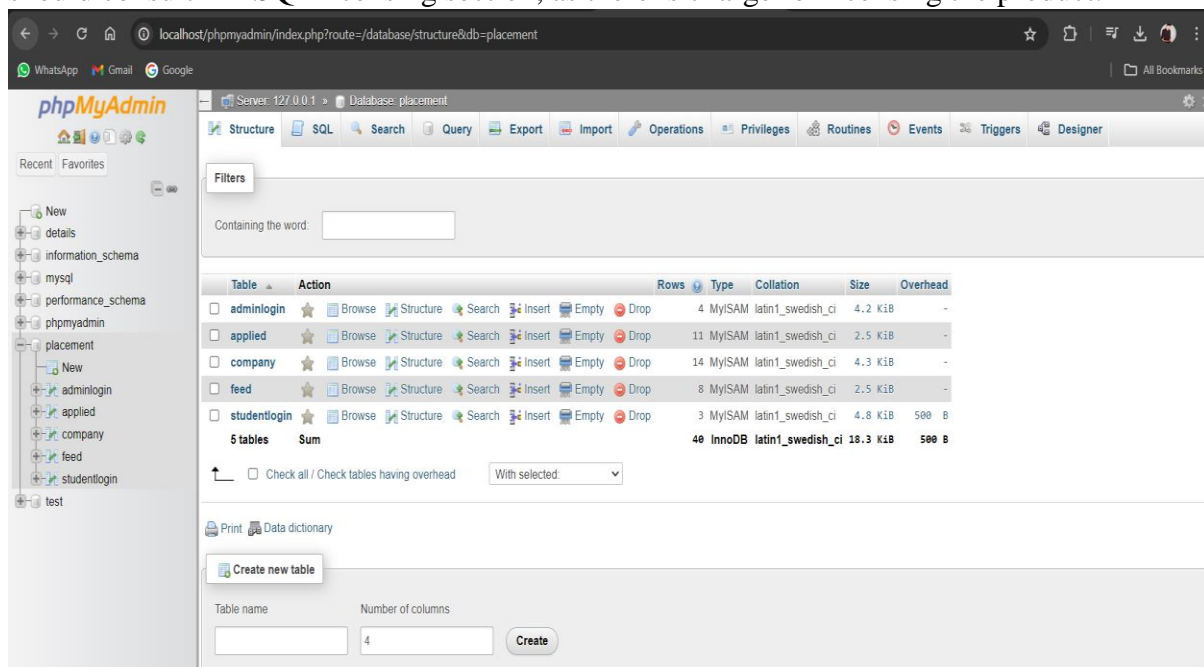 localhost/phpmyadmin/index.php?route=/database/structure&db=placement
WhatsApp Gmail Google All Bookmarks
phpMyAdmin
Recent Favorites
New
details
information_schema
mysql
performance_schema
phpmyadmin
placement
New
adminlogin
applied
company
feed
studentlogin
test
Server: 127.0.0.1 » Database: placement
Structure SQL Search Query Export Import Operations Privileges Routines Events Triggers Designer
Filters
Containing the word:
Table Action Rows Type Collation Size Overhead
adminlogin Browse Structure Search Insert Empty Drop 4 MyISAM latin1_swedish_ci 4.2 KiB -
applied Browse Structure Search Insert Empty Drop 11 MyISAM latin1_swedish_ci 2.5 KiB -
company Browse Structure Search Insert Empty Drop 14 MyISAM latin1_swedish_ci 4.3 KiB -
feed Browse Structure Search Insert Empty Drop 8 MyISAM latin1_swedish_ci 2.5 KiB -
studentlogin Browse Structure Search Insert Empty Drop 3 MyISAM latin1_swedish_ci 4.8 KiB 500 B
5 tables Sum 40 InnoDB latin1_swedish_ci 18.3 KiB 500 B
Check all / Check tables having overhead With selected:
Print Data dictionary
Create new table
Table name Number of columns
4 Create